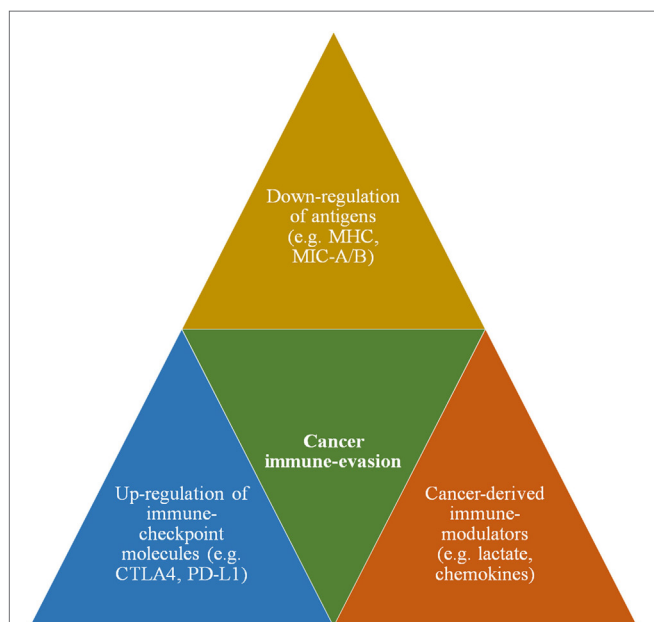 Down-regulation
of antigens
(e.g. MHC,
MIC-A/B)
Cancer
immune-evasion
Up-regulation of
immune-
checkpoint
molecules (e.g.
CTLA4, PD-L1)
Cancer-derived
immune-
modulators
(e.g. lactate,
chemokines)